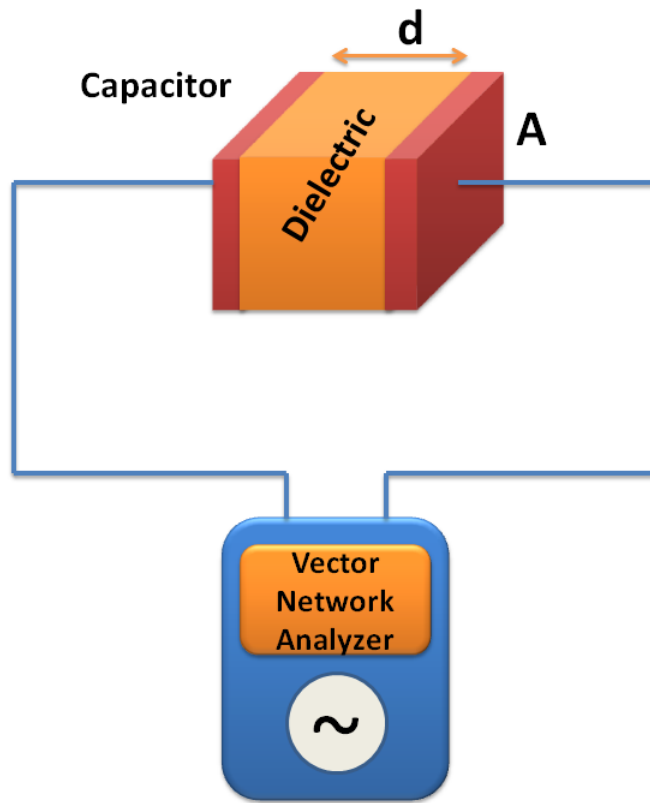 d
Capacitor
A
Dielectric
Vector
Network
Analyzer
~